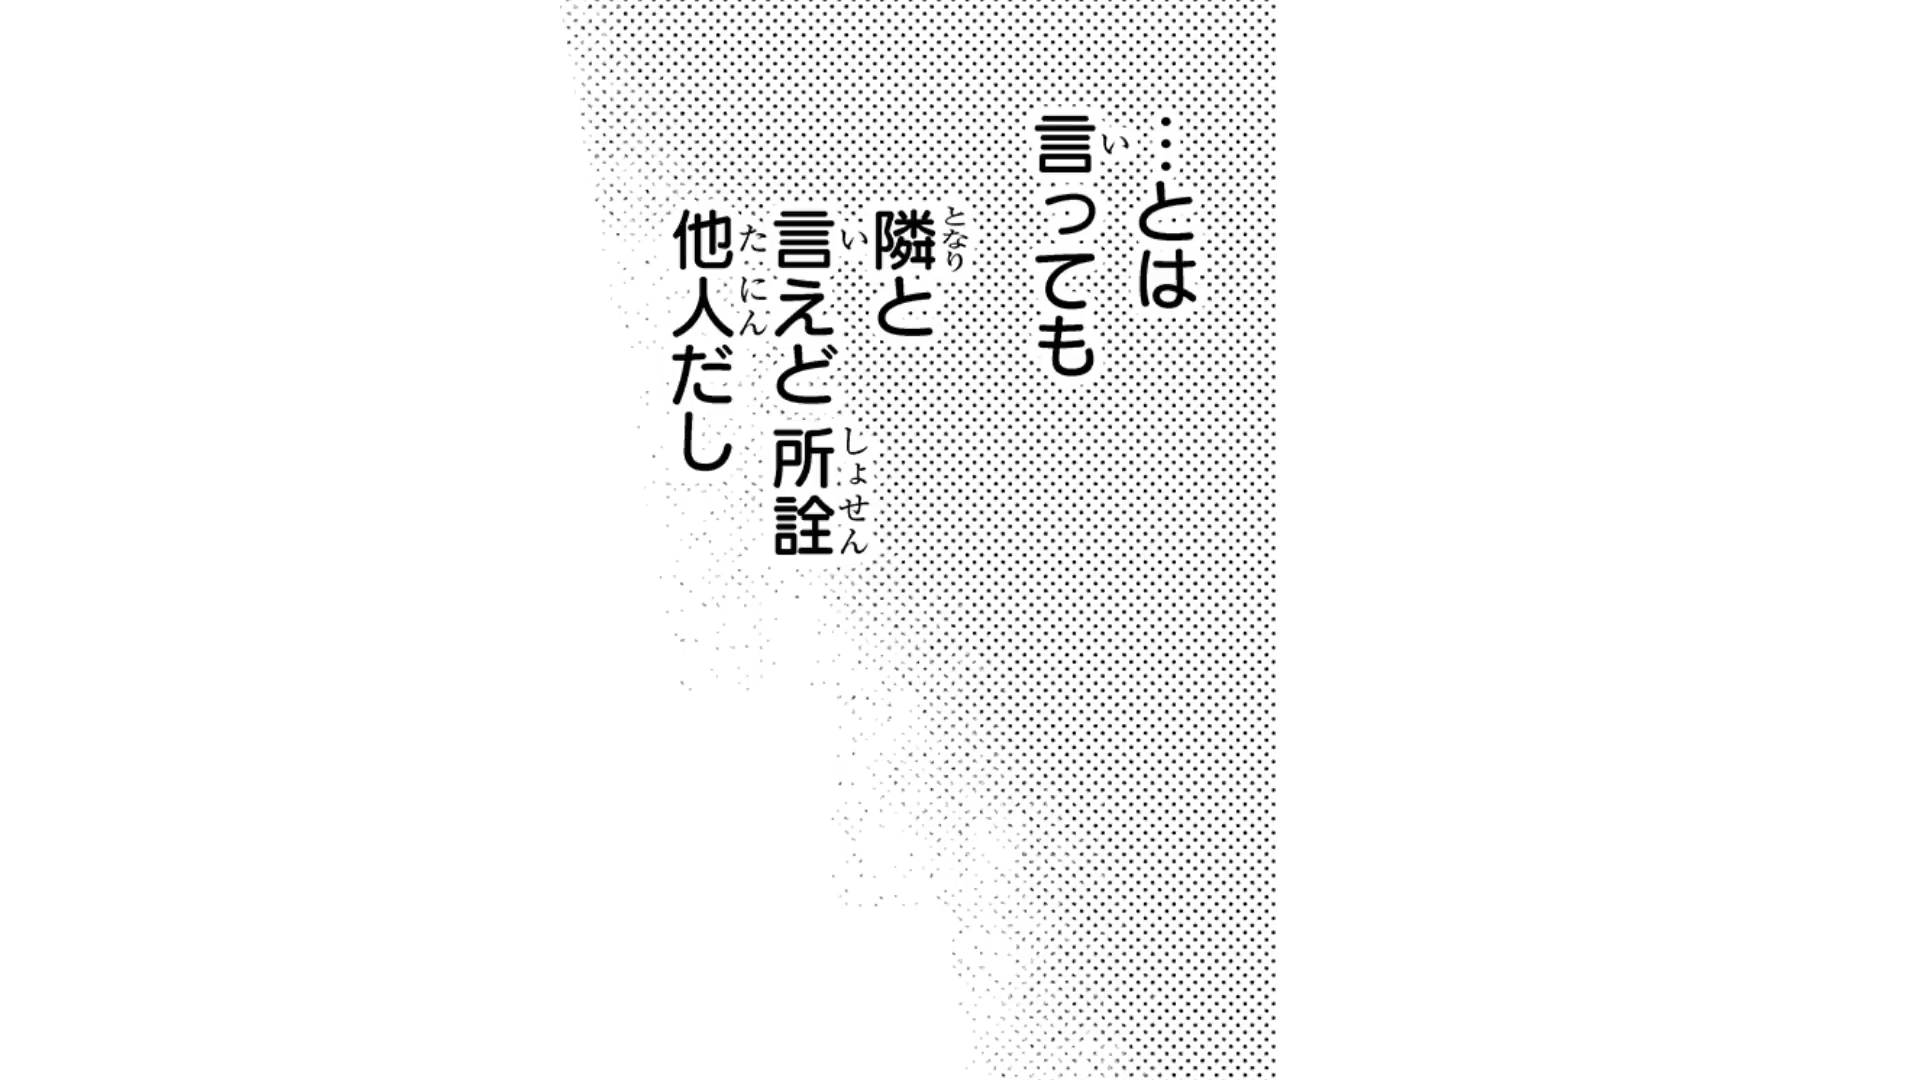 …とは
言っても
隣と
言えど所詮
他人だし